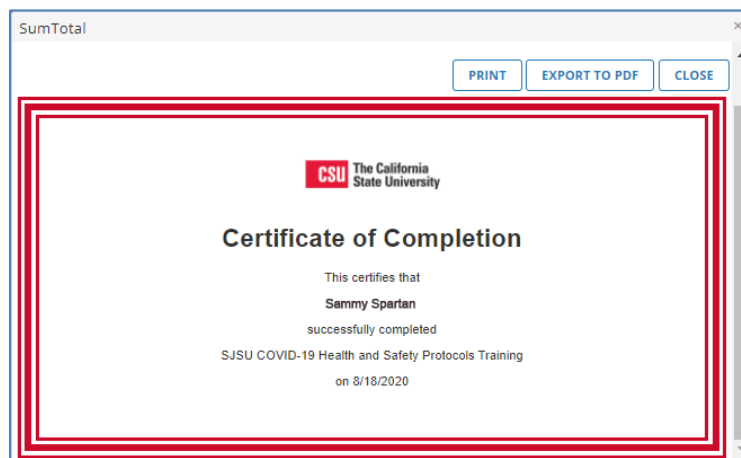 SumTotal
×
PRINT
EXPORT TO PDF
CLOSE
CSU The California
State University
Certificate of Completion
This certifies that
Sammy Spartan
successfully completed
SJSU COVID-19 Health and Safety Protocols Training
on 8/18/2020